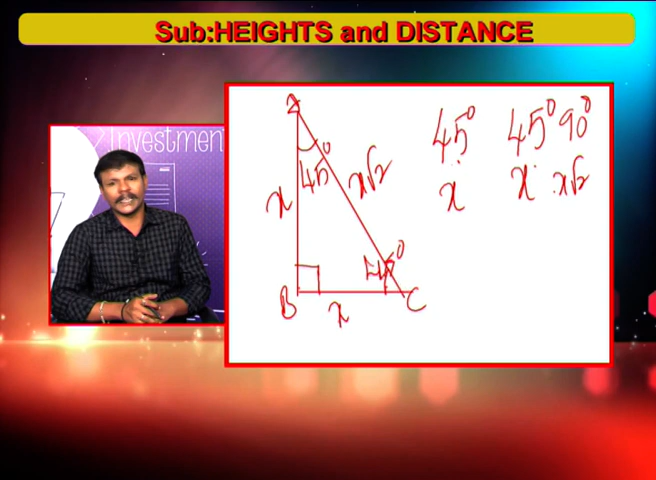 Sub:HEIGHTS and DISTANCE
Investment
A
45°
x
x√2
45°
B
x
C
45° 45° 90°
x x x√2